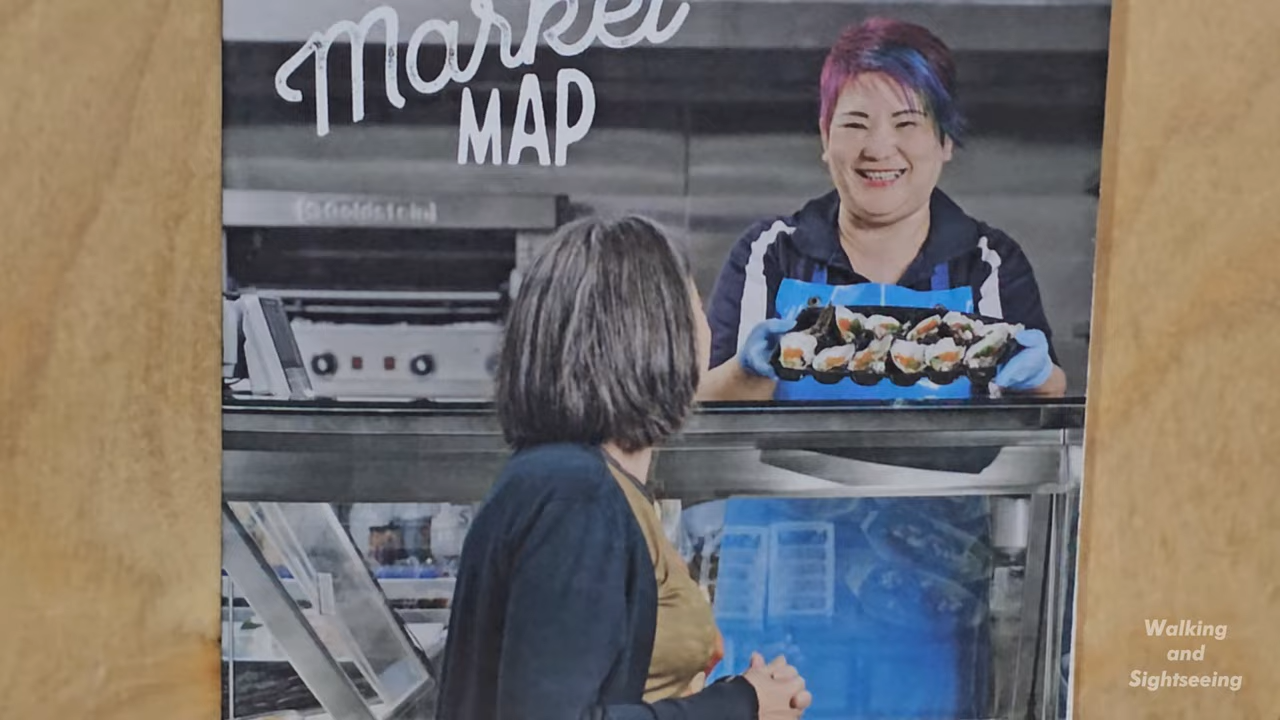 Market
MAP
Goldstein
Walking
and
Sightseeing